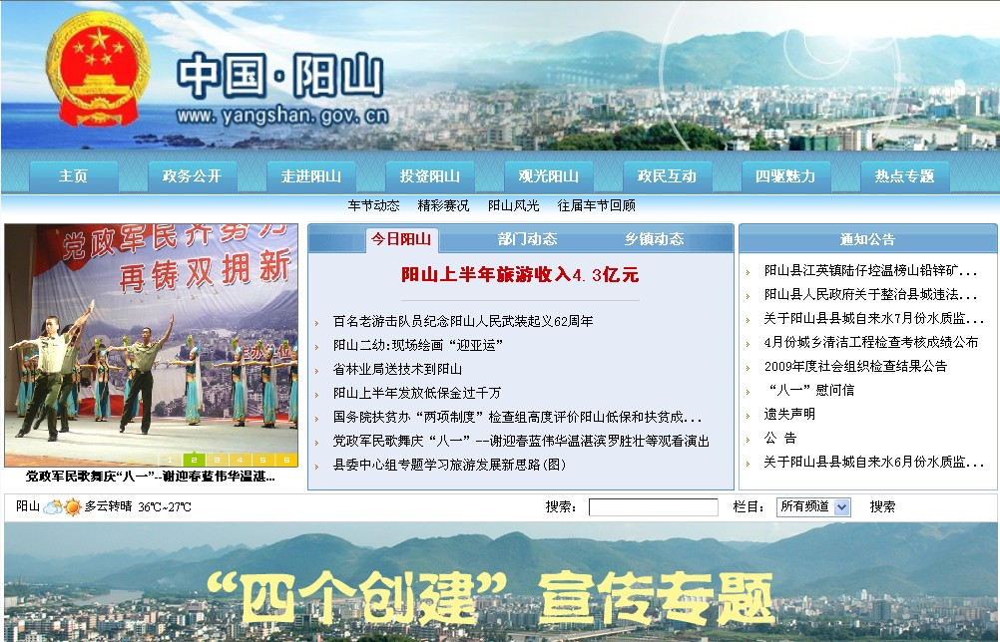 中国·阳山
www.yangshan.gov.cn
主页 政务公开 走进阳山 投资阳山 观光阳山 政民互动 四驱魅力 热点专题
车节动态 精彩赛况 阳山风光 往届车节回顾
党政军民齐努力
再铸双拥新
主办单位
1 2 3 4 5 6
党政军民歌舞庆“八一”--谢迎春蓝伟华温湛...
今日阳山 部门动态 乡镇动态
阳山上半年旅游收入4.3亿元
百名老游击队员纪念阳山人民武装起义62周年
阳山二幼:现场绘画“迎亚运”
省林业局送技术到阳山
阳山上半年发放低保金过千万
国务院扶贫办“两项制度”检查组高度评价阳山低保和扶贫成...
党政军民歌舞庆“八一”--谢迎春蓝伟华温湛滨罗胜壮等观看演出
县委中心组专题学习旅游发展新思路(图)
通知公告
阳山县江英镇陆仔埪温榜山铅锌矿...
阳山县人民政府关于整治县城违法...
关于阳山县县城自来水7月份水质监...
4月份城乡清洁工程检查考核成绩公布
2009年度社会组织检查结果公告
“八一”慰问信
遗失声明
公 告
关于阳山县县城自来水6月份水质监...
阳山 多云转晴 36℃~27℃ 搜索: 栏目: 所有频道 搜索
“四个创建”宣传专题